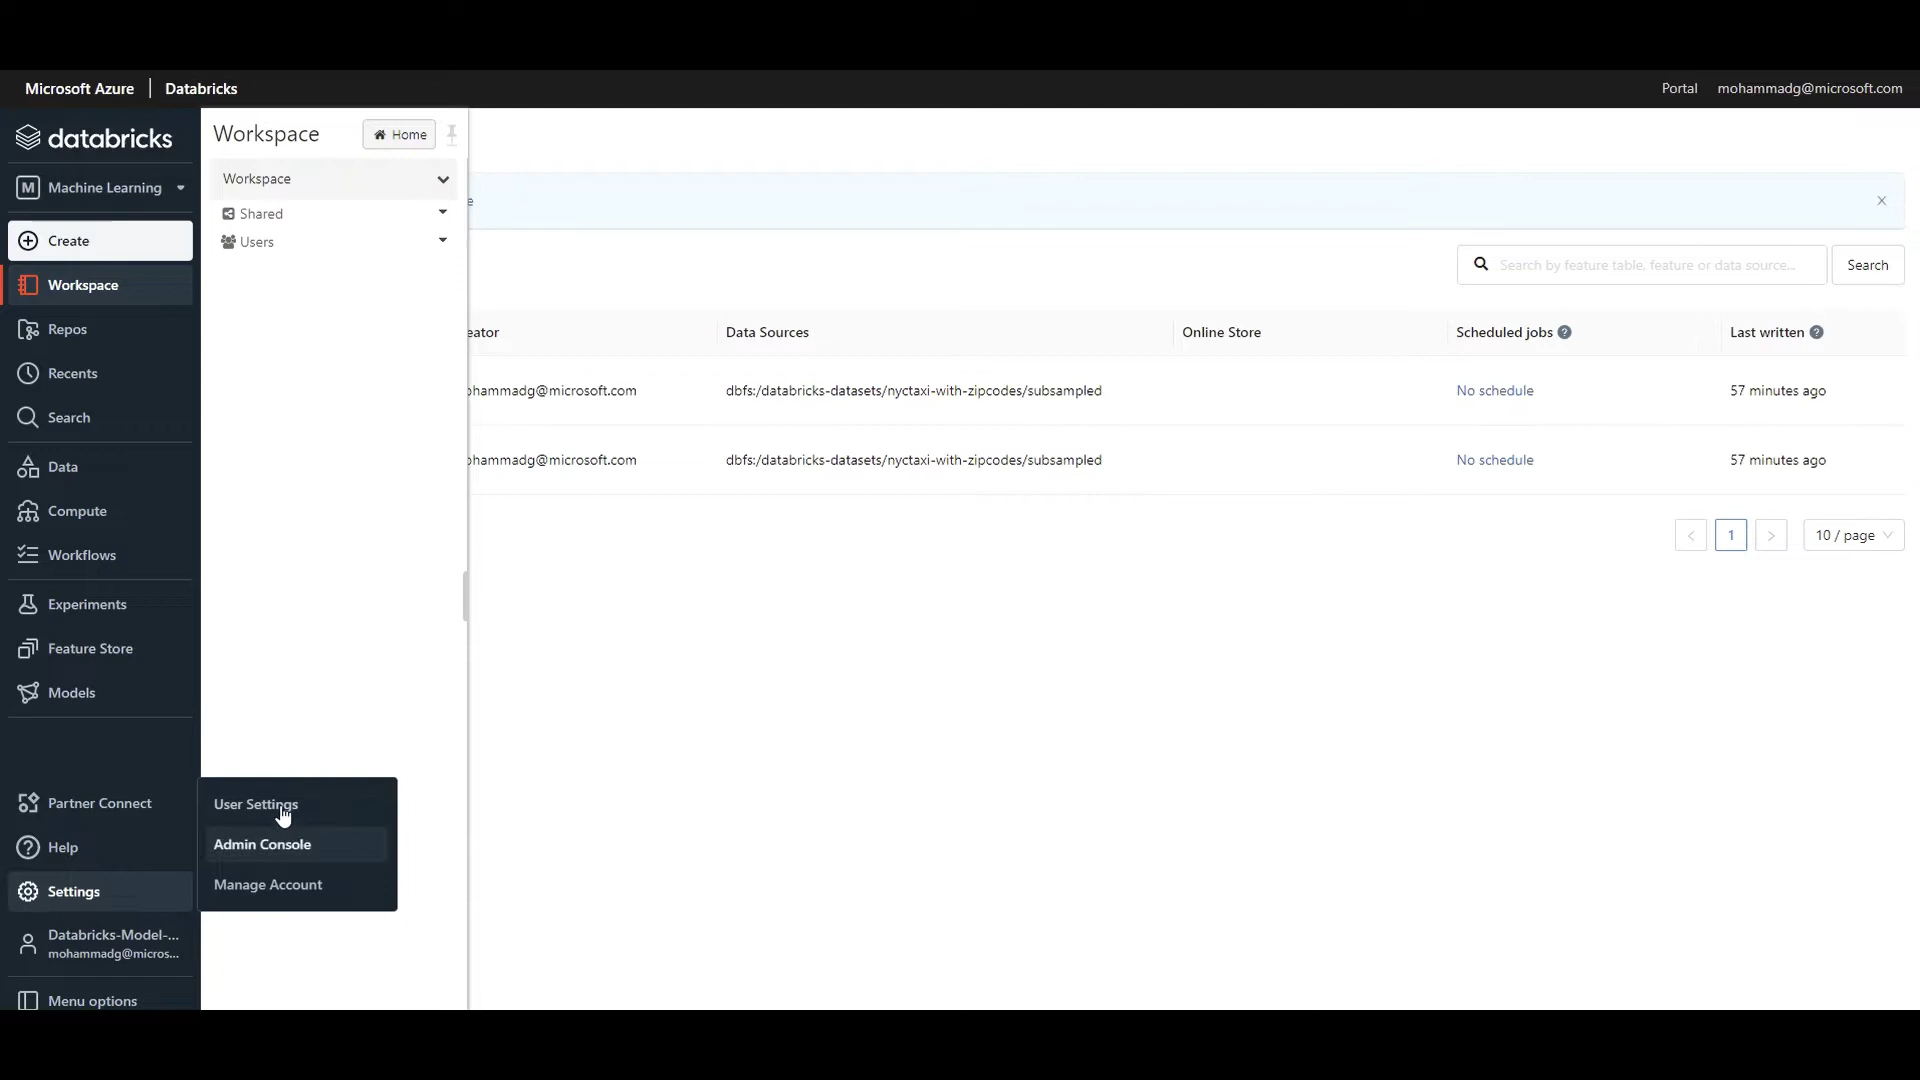 Microsoft Azure | Databricks
Portal mohammadg@microsoft.com
databricks
M Machine Learning
Create
Workspace
Repos
Recents
Search
Data
Compute
Workflows
Experiments
Feature Store
Models
Partner Connect
Help
Settings
Databricks-Model-...
mohammadg@micros...
Menu options
Workspace
Home
Workspace
Shared
Users
User Settings
Admin Console
Manage Account
e
Search by feature table, feature or data source...
Search
eator Data Sources Online Store Scheduled jobs ? Last written ?
ohammadg@microsoft.com dbfs:/databricks-datasets/nyctaxi-with-zipcodes/subsampled No schedule 57 minutes ago
ohammadg@microsoft.com dbfs:/databricks-datasets/nyctaxi-with-zipcodes/subsampled No schedule 57 minutes ago
< 1 > 10 / page